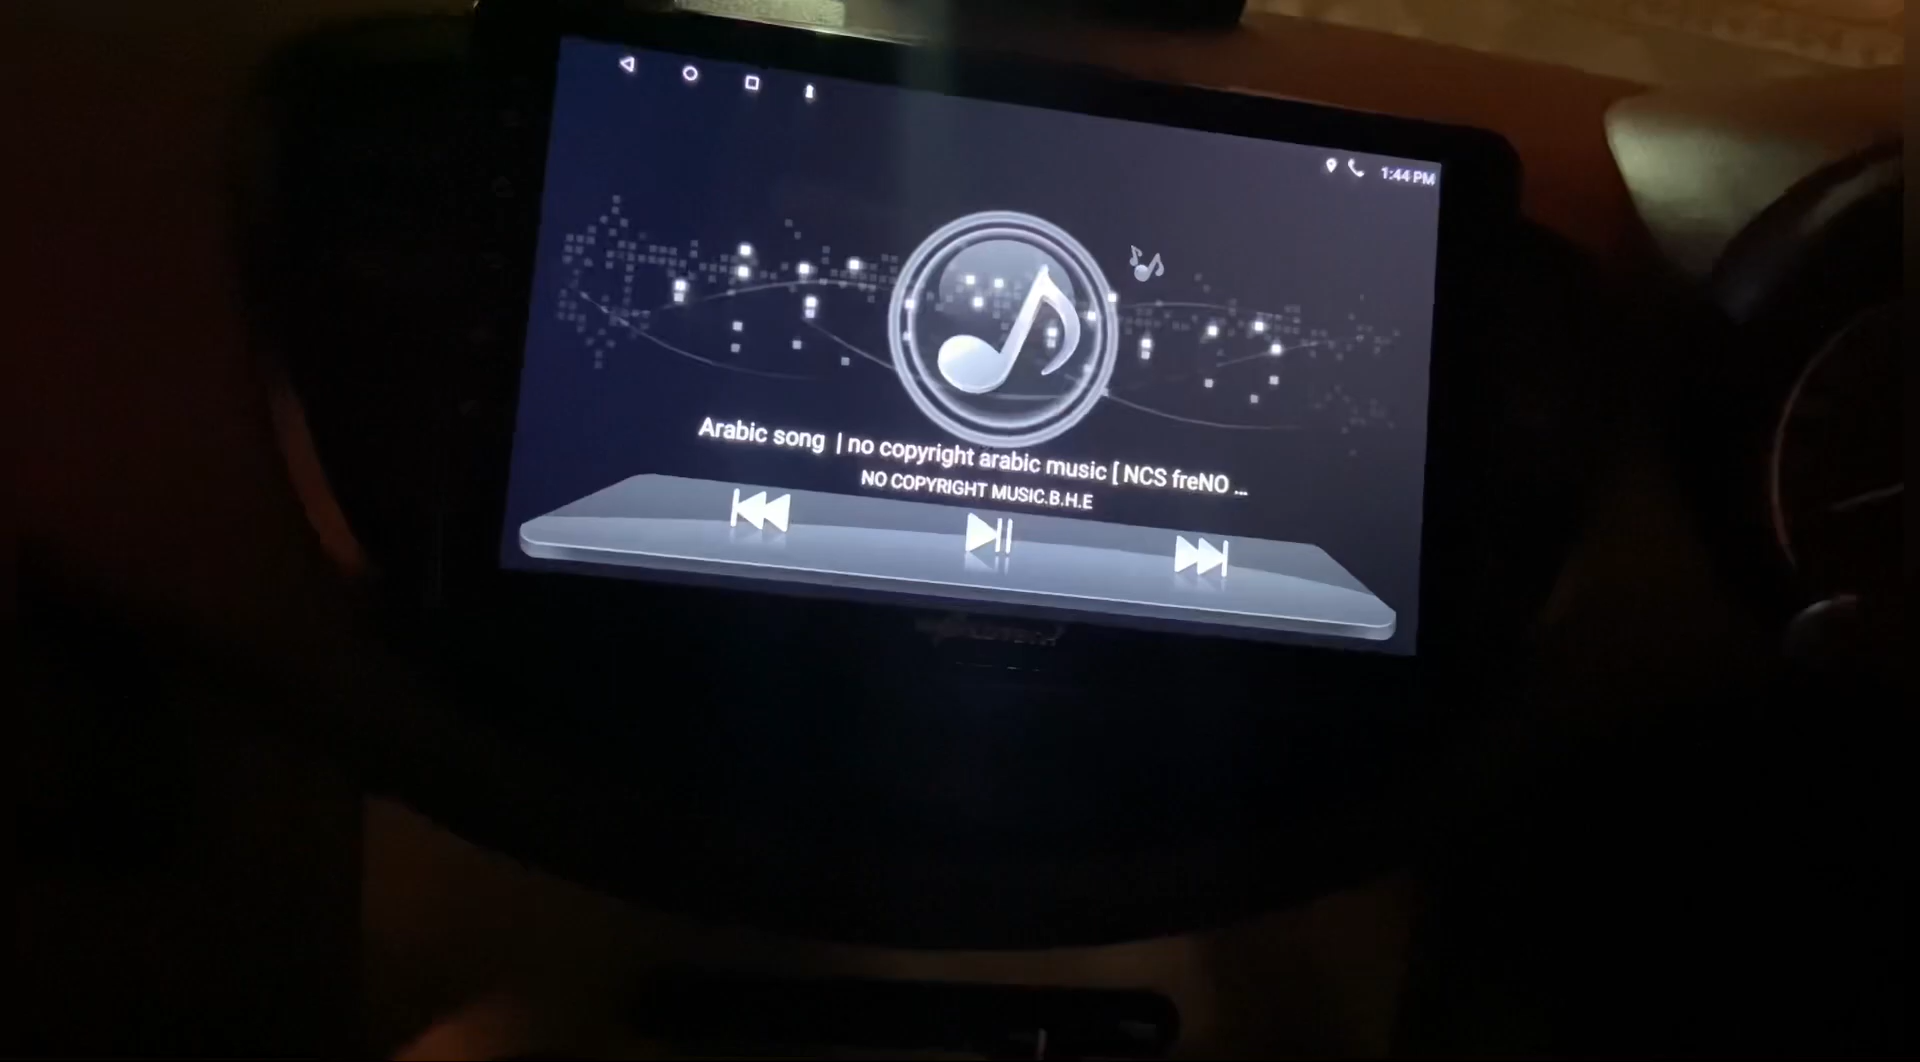 1:44 PM
Arabic song | no copyright arabic music [ NCS freNO ...
NO COPYRIGHT MUSIC.B.H.E